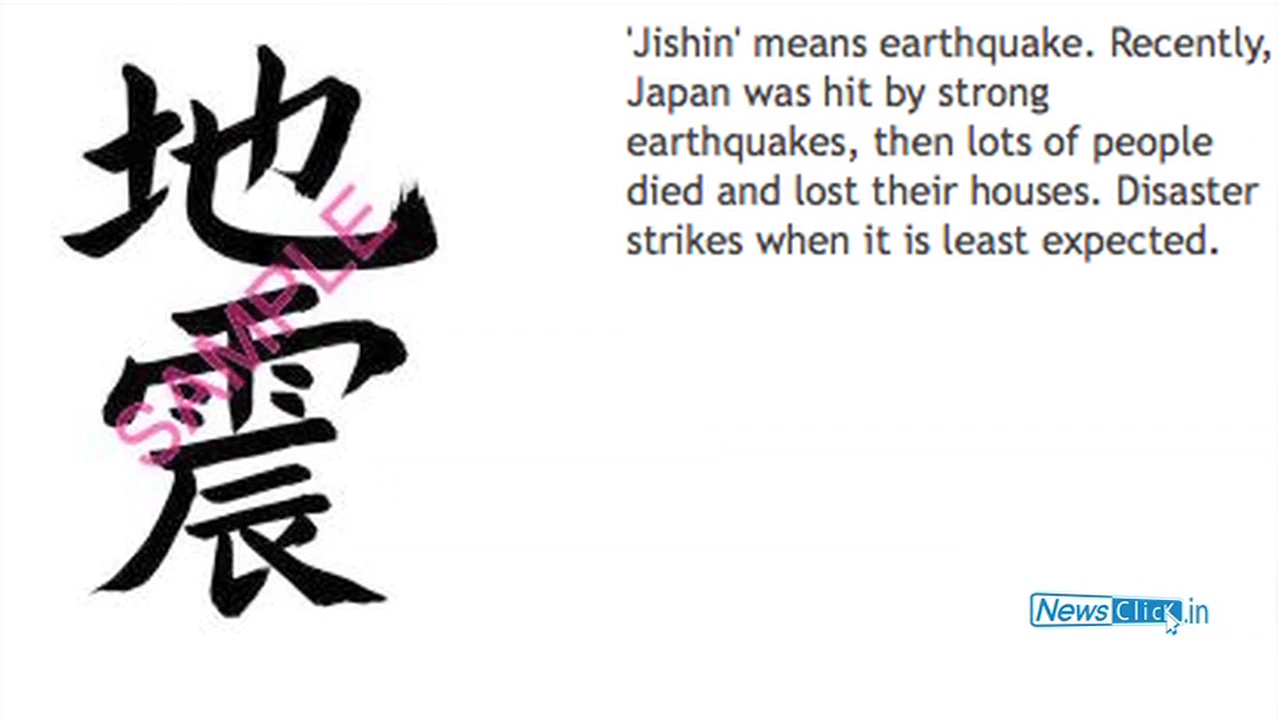 地震
SAMPLE
'Jishin' means earthquake. Recently,
Japan was hit by strong
earthquakes, then lots of people
died and lost their houses. Disaster
strikes when it is least expected.
NewsClick.in